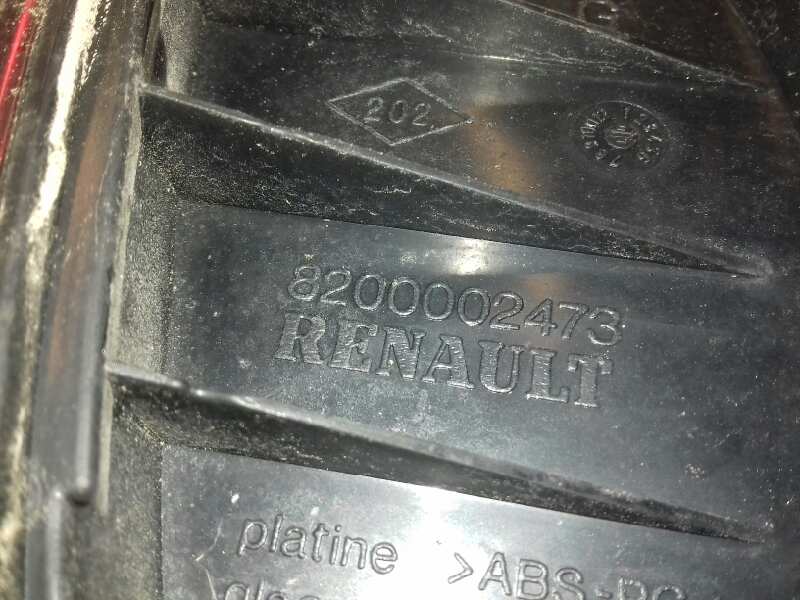 202
8200002473
RENAULT
platine >ABS-PC